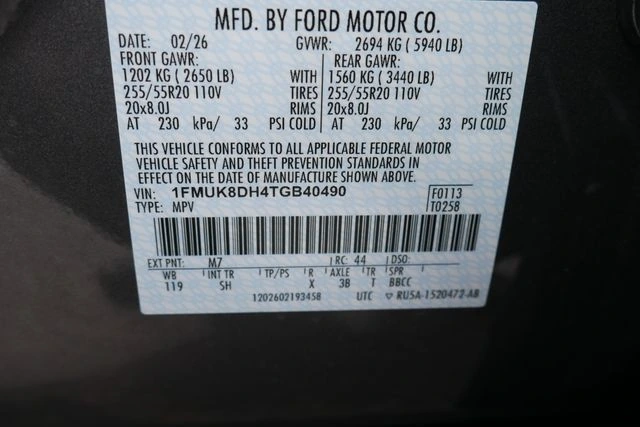 MFD. BY FORD MOTOR CO.
DATE: 02/26 GVWR: 2694 KG ( 5940 LB)
FRONT GAWR: REAR GAWR:
1202 KG ( 2650 LB) WITH 1560 KG ( 3440 LB) WITH
255/55R20 110V TIRES 255/55R20 110V TIRES
20x8.0J RIMS 20x8.0J RIMS
AT 230 kPa/ 33 PSI COLD AT 230 kPa/ 33 PSI COLD
THIS VEHICLE CONFORMS TO ALL APPLICABLE FEDERAL MOTOR
VEHICLE SAFETY AND THEFT PREVENTION STANDARDS IN
EFFECT ON THE DATE OF MANUFACTURE SHOWN ABOVE.
VIN: 1FMUK8DH4TGB40490 F0113
TYPE: MPV T0258
EXT PNT: M7 RC: 44 DSO:
WB INT TR TP/PS R AXLE TR SPR
119 SH X 3B T BBCC
1202602193458 UTC ▽ RU5A-1520472-AB